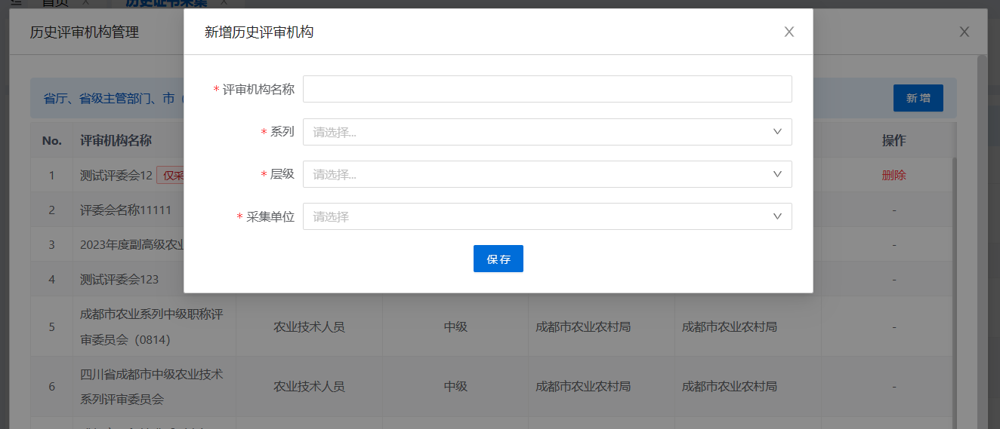 首页 X 历史证书采集 X
历史评审机构管理
新增历史评审机构
* 评审机构名称
* 系列 请选择...
* 层级 请选择...
* 采集单位 请选择
保存
省厅、省级主管部门、市（
新增
No. 评审机构名称 操作
1 测试评委会12 仅采 删除
2 评委会名称11111 -
3 2023年度副高级农业 -
4 测试评委会123 -
5 成都市农业系列中级职称评
审委员会（0814） 农业技术人员 中级 成都市农业农村局 成都市农业农村局 -
6 四川省成都市中级农业技术
系列评审委员会 农业技术人员 中级 成都市农业农村局 成都市农业农村局 -